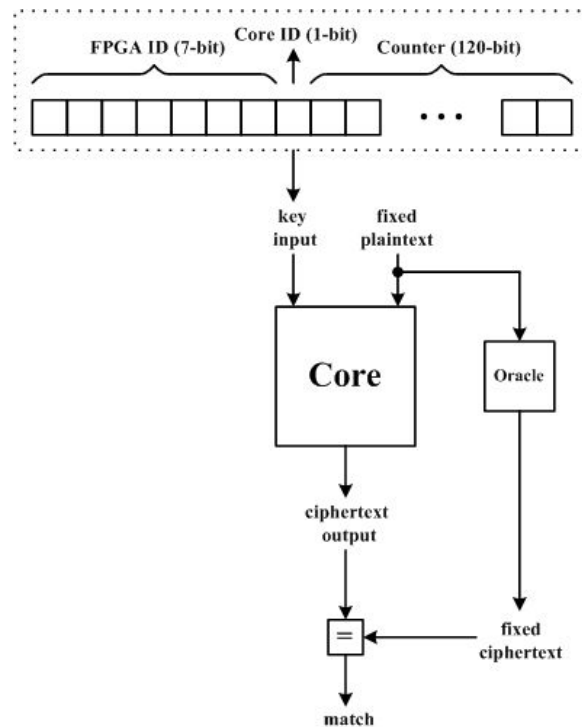 Core ID (1-bit)
FPGA ID (7-bit)
Counter (120-bit)
key
input
fixed
plaintext
Core
Oracle
ciphertext
output
=
fixed
ciphertext
match